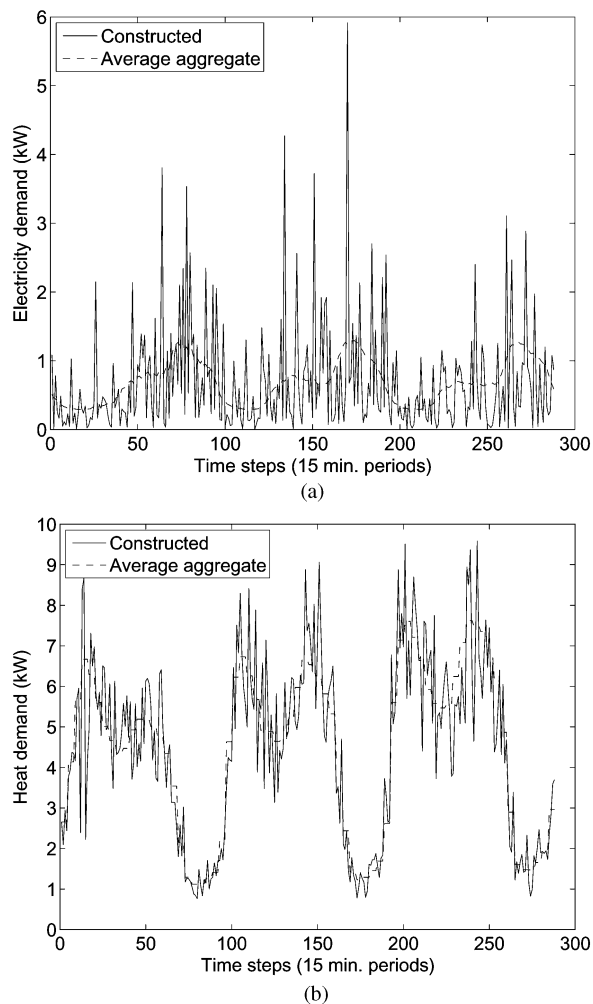 6
5
4
3
2
1
0
Electricity demand (kW)
Constructed
Average aggregate
0 50 100 150 200 250 300
Time steps (15 min. periods)
(a)
10
9
8
7
6
5
4
3
2
1
0
Heat demand (kW)
Constructed
Average aggregate
0 50 100 150 200 250 300
Time steps (15 min. periods)
(b)